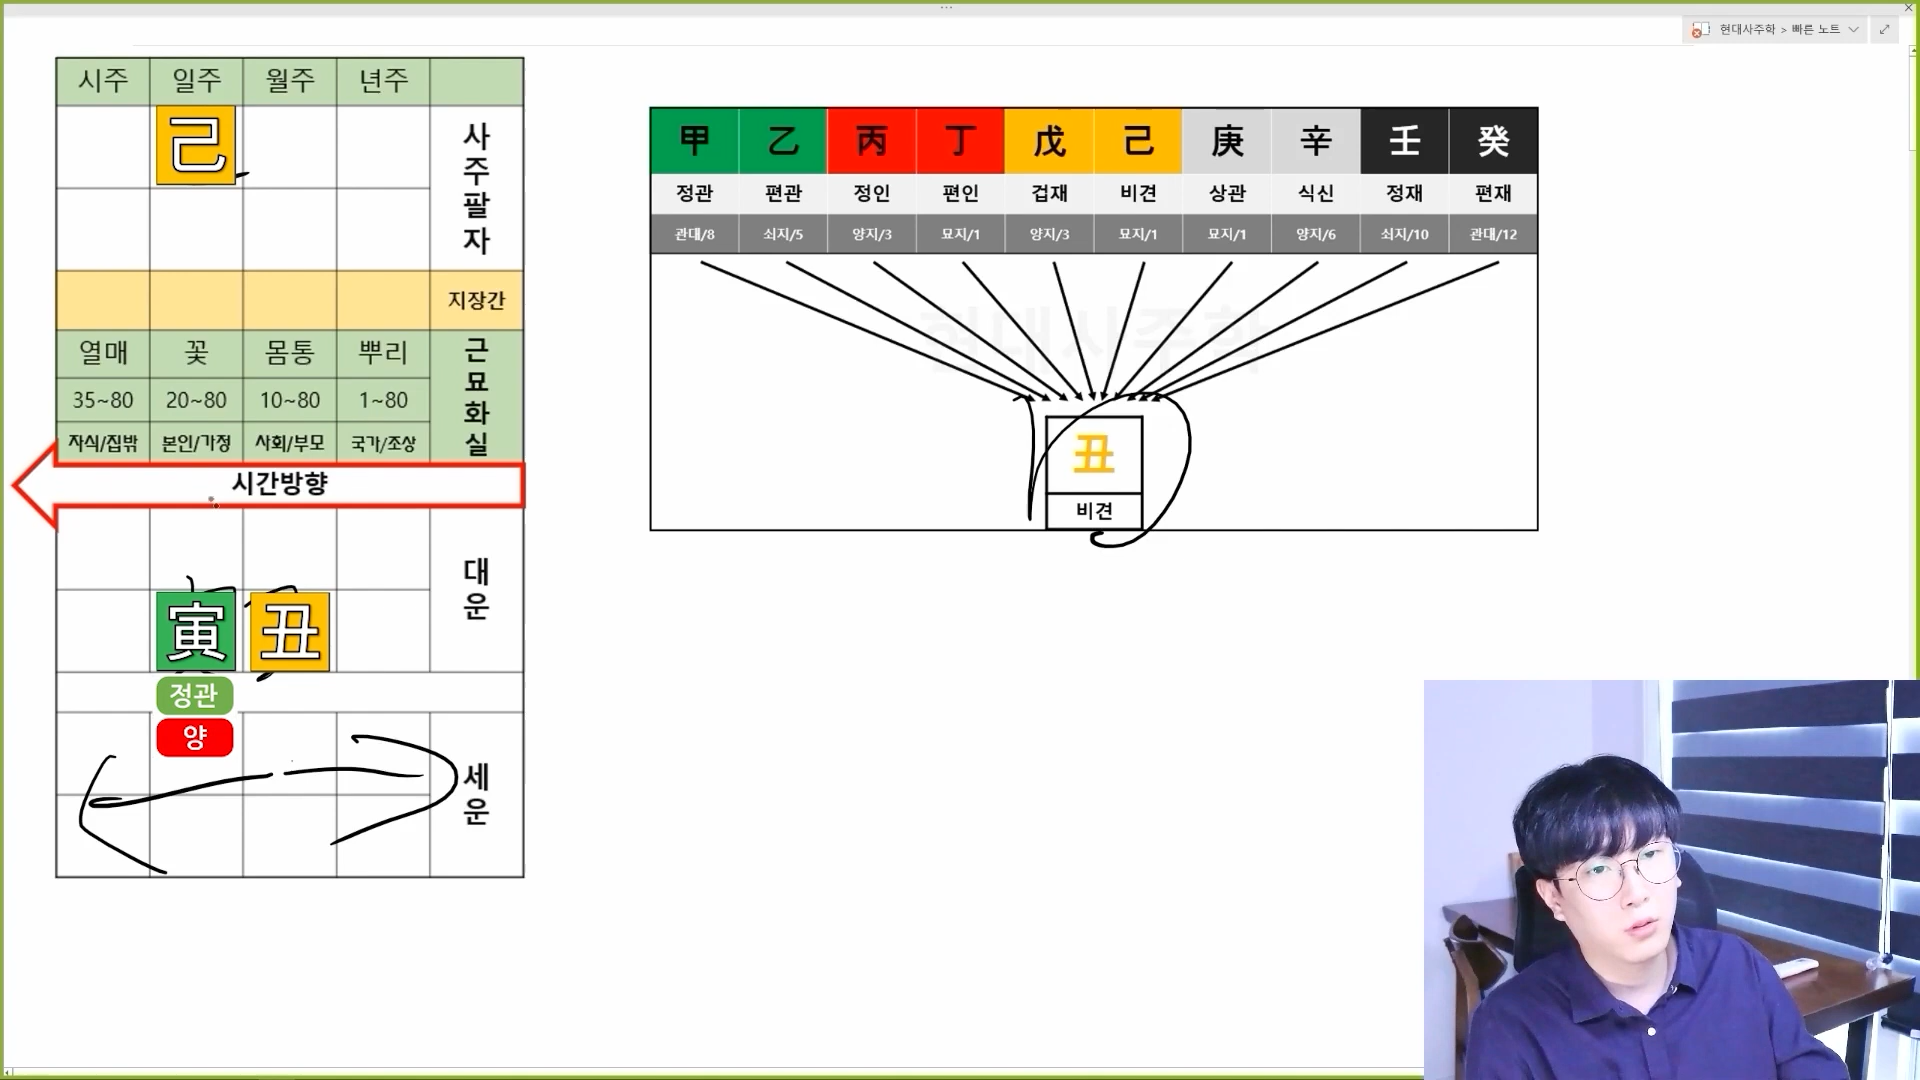 현대사주학 > 빠른 노트
시주 일주 월주 년주
己
사주팔자
지장간
열매 꽃 몸통 뿌리
35~80 20~80 10~80 1~80
자식/집밖 본인/가정 사회/부모 국가/조상
근묘화실
시간방향
대운
寅 丑
정관
양
세운
甲 乙 丙 丁 戊 己 庚 辛 壬 癸
정관 편관 정인 편인 겁재 비견 상관 식신 정재 편재
관대/8 쇠지/5 양지/3 묘지/1 양지/3 묘지/1 묘지/1 양지/6 쇠지/10 관대/12
현대사주학
丑
비견